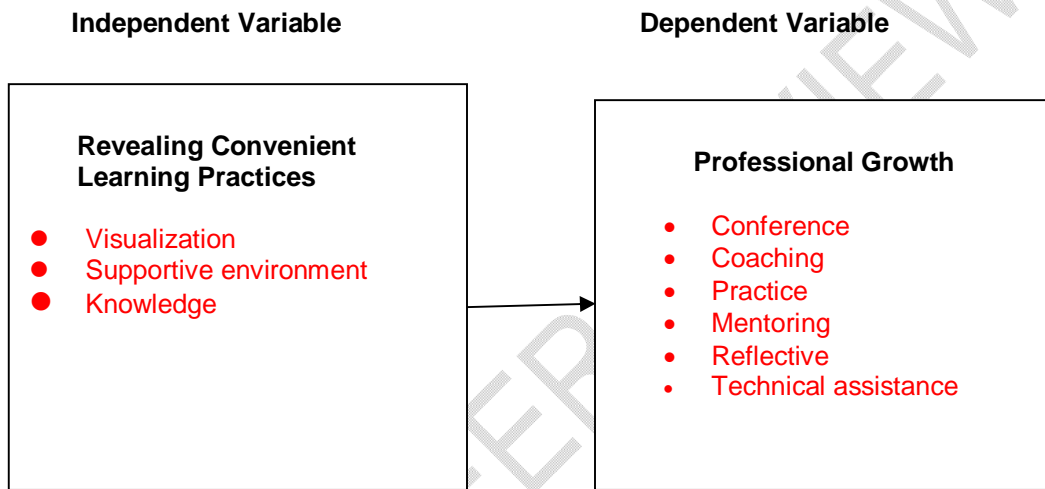 Independent Variable
Dependent Variable
Revealing Convenient
Learning Practices
● Visualization
● Supportive environment
● Knowledge
Professional Growth
• Conference
• Coaching
• Practice
• Mentoring
• Reflective
• Technical assistance